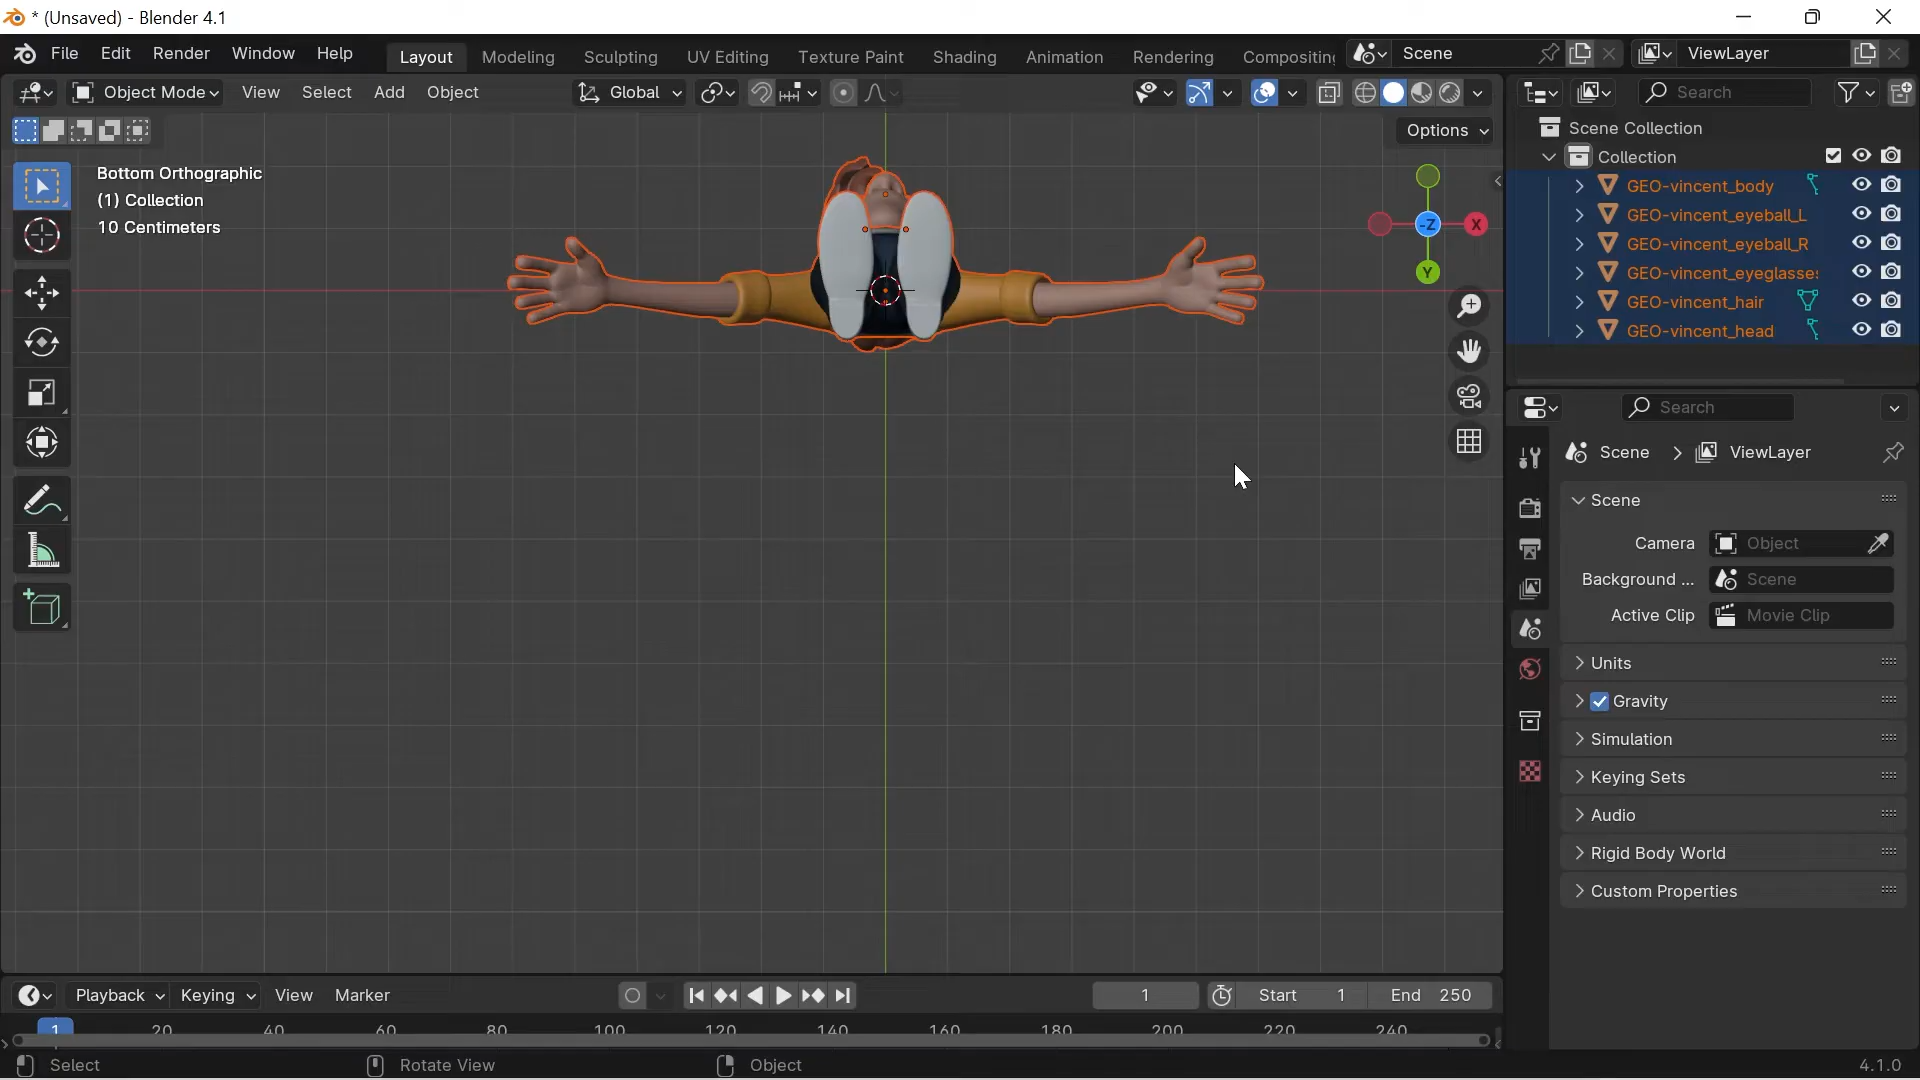 * (Unsaved) - Blender 4.1
File Edit Render Window Help Layout Modeling Sculpting UV Editing Texture Paint Shading Animation Rendering Compositing Scene ViewLayer
Object Mode View Select Add Object Global Search
Options
Bottom Orthographic
(1) Collection
10 Centimeters
-Z X Y
Scene Collection
Collection
GEO-vincent_body
GEO-vincent_eyeball_L
GEO-vincent_eyeball_R
GEO-vincent_eyeglasses
GEO-vincent_hair
GEO-vincent_head
Search
Scene > ViewLayer
Scene
Camera Object
Background ... Scene
Active Clip Movie Clip
Units
Gravity
Simulation
Keying Sets
Audio
Rigid Body World
Custom Properties
Playback Keying View Marker 1 Start 1 End 250
1 20 40 60 80 100 120 140 160 180 200 220 240
Select Rotate View Object 4.1.0